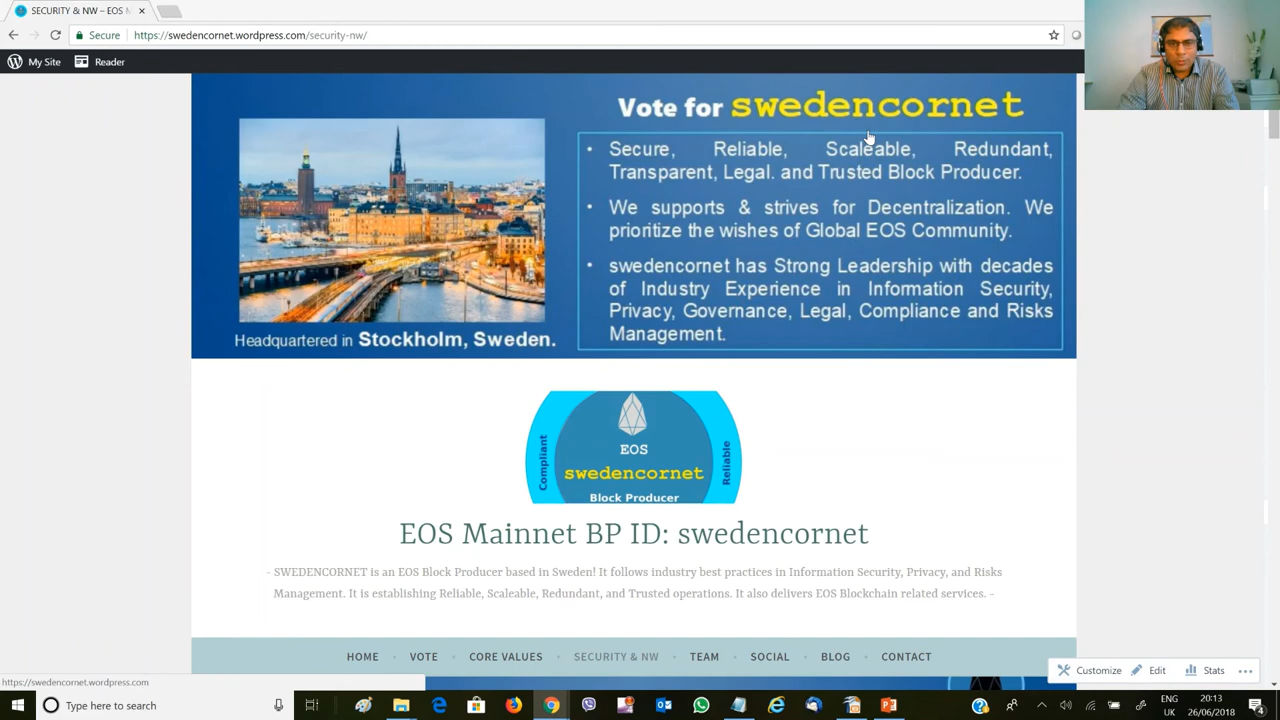 SECURITY & NW – EOS M
Secure
https://swedencornet.wordpress.com/security-nw/
My Site
Reader
Vote for swedencornet
• Secure, Reliable, Scaleable, Redundant,
Transparent, Legal. and Trusted Block Producer.
• We supports & strives for Decentralization. We
prioritize the wishes of Global EOS Community.
• swedencornet has Strong Leadership with decades
of Industry Experience in Information Security,
Privacy, Governance, Legal, Compliance and Risks
Management.
Headquartered in Stockholm, Sweden.
Compliant
EOS
swedencornet
Block Producer
Reliable
EOS Mainnet BP ID: swedencornet
- SWEDENCORNET is an EOS Block Producer based in Sweden! It follows industry best practices in Information Security, Privacy, and Risks
Management. It is establishing Reliable, Scaleable, Redundant, and Trusted operations. It also delivers EOS Blockchain related services. -
HOME • VOTE • CORE VALUES • SECURITY & NW • TEAM • SOCIAL • BLOG • CONTACT
Customize
Edit
Stats
https://swedencornet.wordpress.com
Type here to search
ENG
UK
20:13
26/06/2018
4